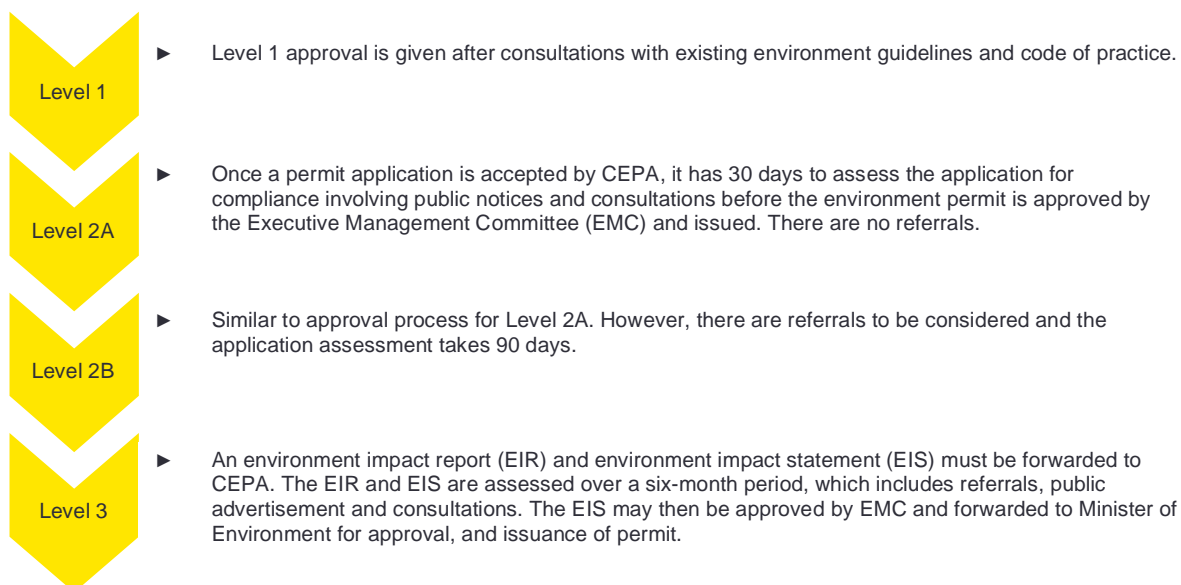 Level 1
► Level 1 approval is given after consultations with existing environment guidelines and code of practice.
Level 2A
► Once a permit application is accepted by CEPA, it has 30 days to assess the application for
compliance involving public notices and consultations before the environment permit is approved by
the Executive Management Committee (EMC) and issued. There are no referrals.
Level 2B
► Similar to approval process for Level 2A. However, there are referrals to be considered and the
application assessment takes 90 days.
Level 3
► An environment impact report (EIR) and environment impact statement (EIS) must be forwarded to
CEPA. The EIR and EIS are assessed over a six-month period, which includes referrals, public
advertisement and consultations. The EIS may then be approved by EMC and forwarded to Minister of
Environment for approval, and issuance of permit.